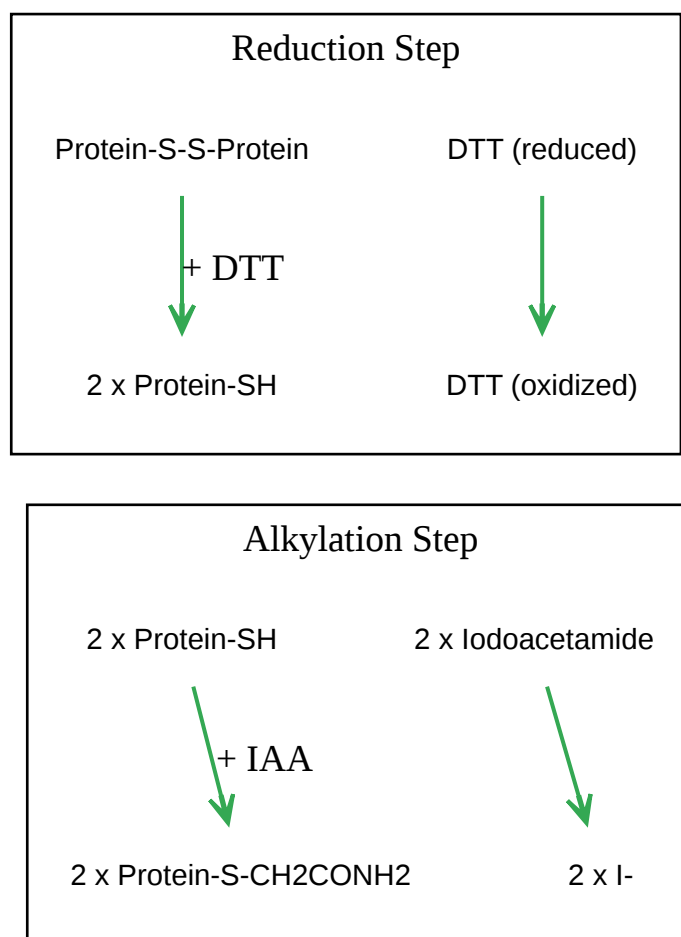 Reduction Step
Protein-S-S-Protein DTT (reduced)
+ DTT
2 x Protein-SH DTT (oxidized)
Alkylation Step
2 x Protein-SH 2 x Iodoacetamide
+ IAA
2 x Protein-S-CH2CONH2 2 x I-